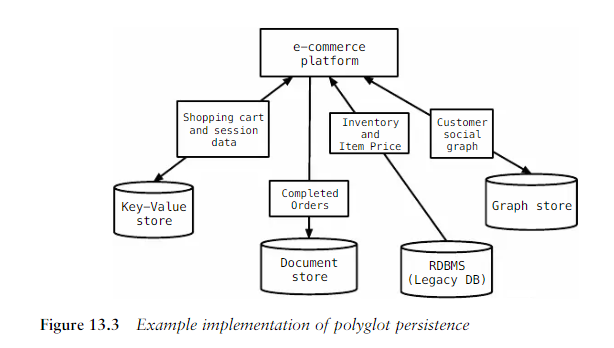 e-commerce
platform
Shopping cart
and session
data
Inventory
and
Item Price
Customer
social
graph
Completed
Orders
Key-Value
store
Document
store
RDBMS
(Legacy DB)
Graph store
Figure 13.3 Example implementation of polyglot persistence